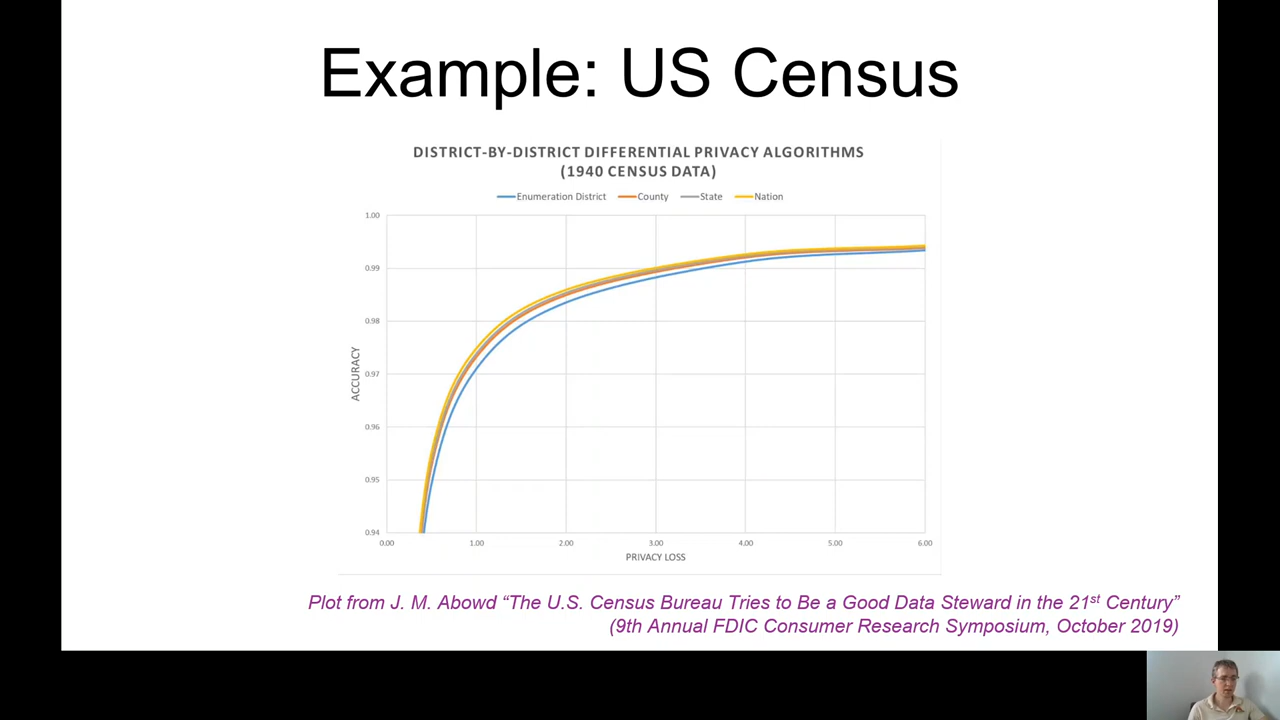 Example: US Census
DISTRICT-BY-DISTRICT DIFFERENTIAL PRIVACY ALGORITHMS
(1940 CENSUS DATA)
Enumeration District County State Nation
1.00
0.99
0.98
0.97
0.96
0.95
0.94
ACCURACY
0.00 1.00 2.00 3.00 4.00 5.00 6.00
PRIVACY LOSS
Plot from J. M. Abowd “The U.S. Census Bureau Tries to Be a Good Data Steward in the 21st Century”
(9th Annual FDIC Consumer Research Symposium, October 2019)